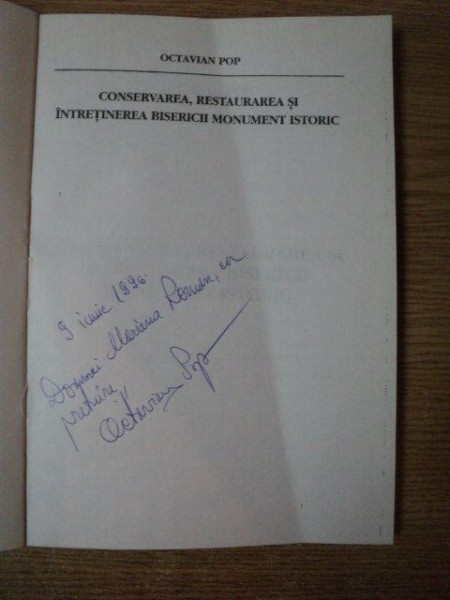 OCTAVIAN POP
CONSERVAREA, RESTAURAREA ȘI
ÎNTREȚINEREA BISERICII MONUMENT ISTORIC
9 iunie 1996.
Doamnei Mariana Roman, cu
prețuire,
Octavian Pop